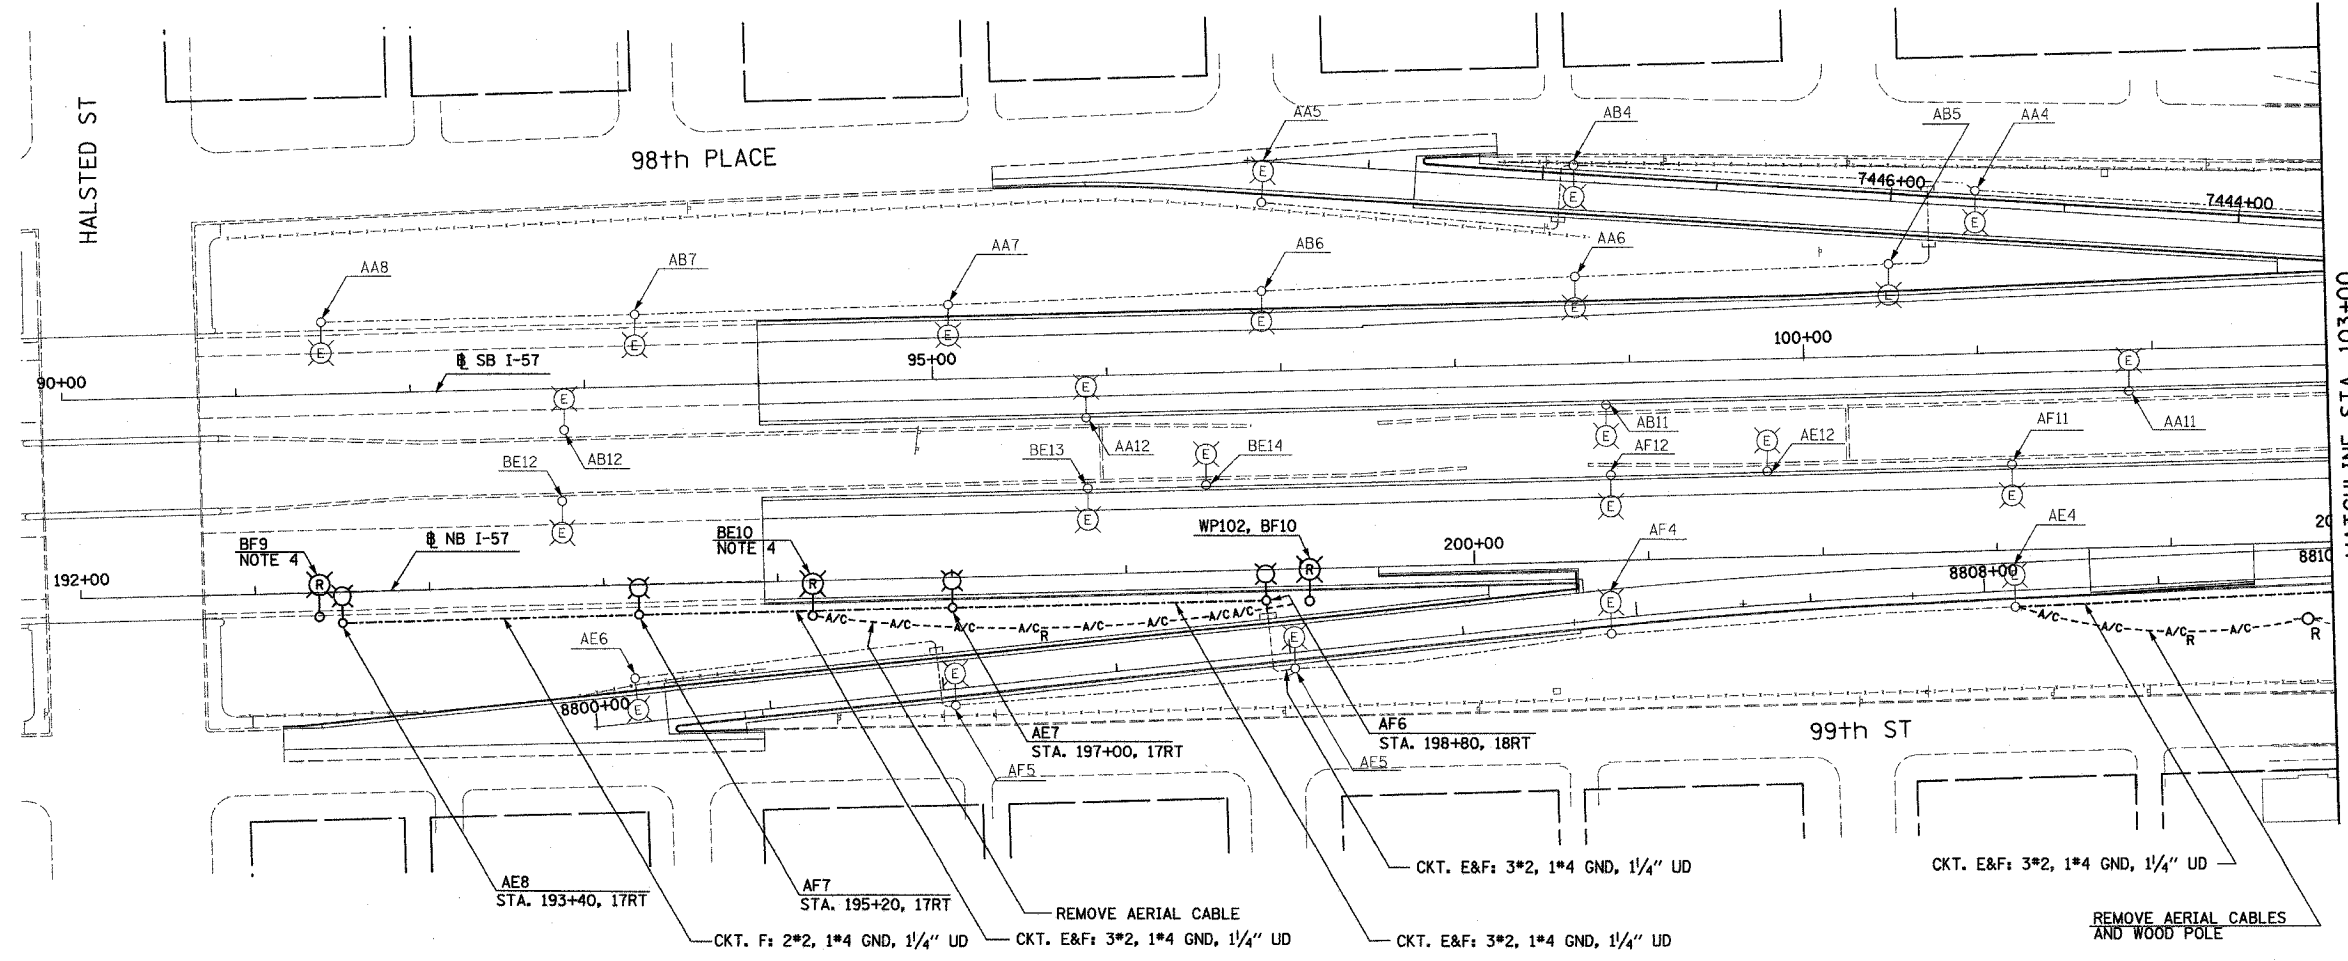 HALSTED ST
98th PLACE
AA5
AB4
AB5
AA4
7446+00
7444+00
AA8
AB7
AA7
AB6
AA6
E
E
E
E
E
E
E
E
E
90+00
℄ SB I-57
95+00
100+00
MATCHLINE STA. 103+00
E
E
E
E
AB12
AA12
AB11
AA11
BE12
BE13
BE14
AF12
AE12
AF11
E
E
E
E
E
E
192+00
BF9
NOTE 4
℄ NB I-57
BE10
NOTE 4
WP102, BF10
200+00
AF4
AE4
8808+00
20
8810
R
R
R
E
E
A/C
A/C
A/C
A/C
A/C
A/C
A/C
R
A/C
A/C
A/C
A/C
R
R
AE6
E
E
E
8800+00
AE7
STA. 197+00, 17RT
AF5
AF6
STA. 198+80, 18RT
AE5
99th ST
AE8
STA. 193+40, 17RT
AF7
STA. 195+20, 17RT
REMOVE AERIAL CABLE
CKT. F: 2#2, 1#4 GND, 1¼" UD
CKT. E&F: 3#2, 1#4 GND, 1¼" UD
CKT. E&F: 3#2, 1#4 GND, 1¼" UD
CKT. E&F: 3#2, 1#4 GND, 1¼" UD
CKT. E&F: 3#2, 1#4 GND, 1¼" UD
REMOVE AERIAL CABLES
AND WOOD POLE